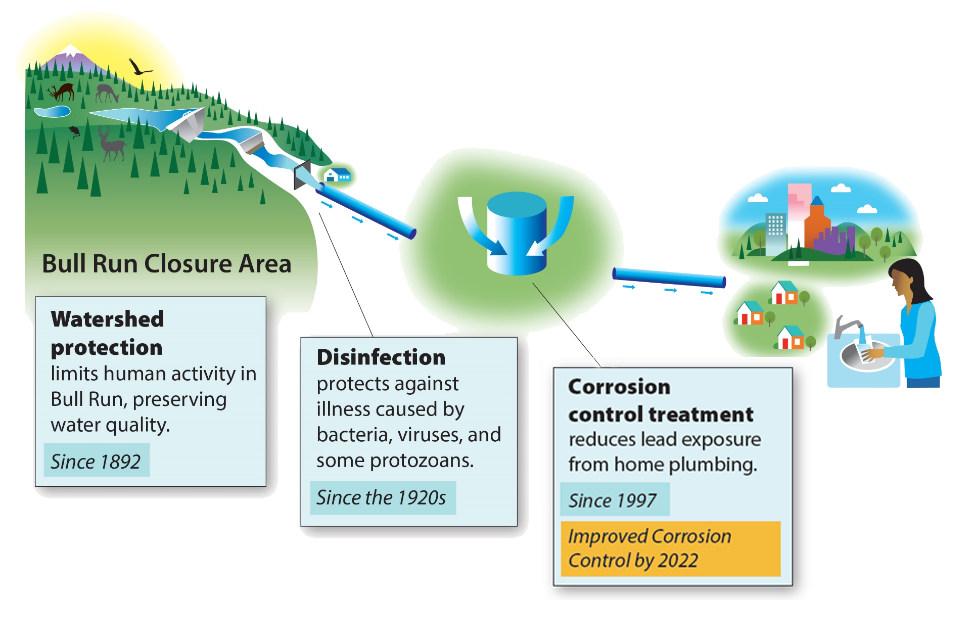 Bull Run Closure Area
Watershed
protection
limits human activity in
Bull Run, preserving
water quality.
Since 1892
Disinfection
protects against
illness caused by
bacteria, viruses, and
some protozoans.
Since the 1920s
Corrosion
control treatment
reduces lead exposure
from home plumbing.
Since 1997
Improved Corrosion
Control by 2022